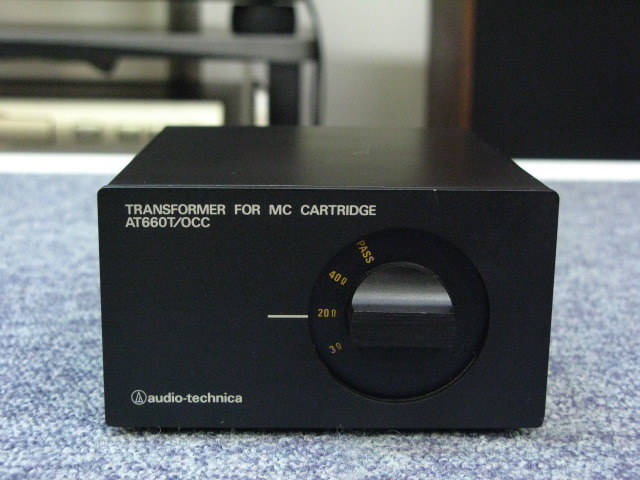 TRANSFORMER FOR MC CARTRIDGE
AT660T/OCC
PASS
40Ω
20Ω
3Ω
audio-technica